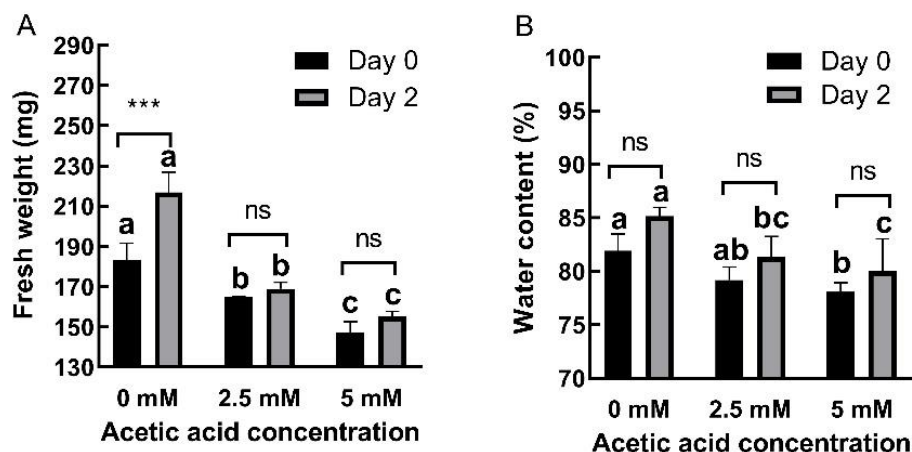 A
Fresh weight (mg)
290
270
250
230
210
190
170
150
130
Day 0
Day 2
***
a
a
ns
b
b
ns
c
c
0 mM 2.5 mM 5 mM
Acetic acid concentration
B
Water content (%)
100
95
90
85
80
75
70
Day 0
Day 2
ns
a
a
ns
ab
bc
ns
b
c
0 mM 2.5 mM 5 mM
Acetic acid concentration